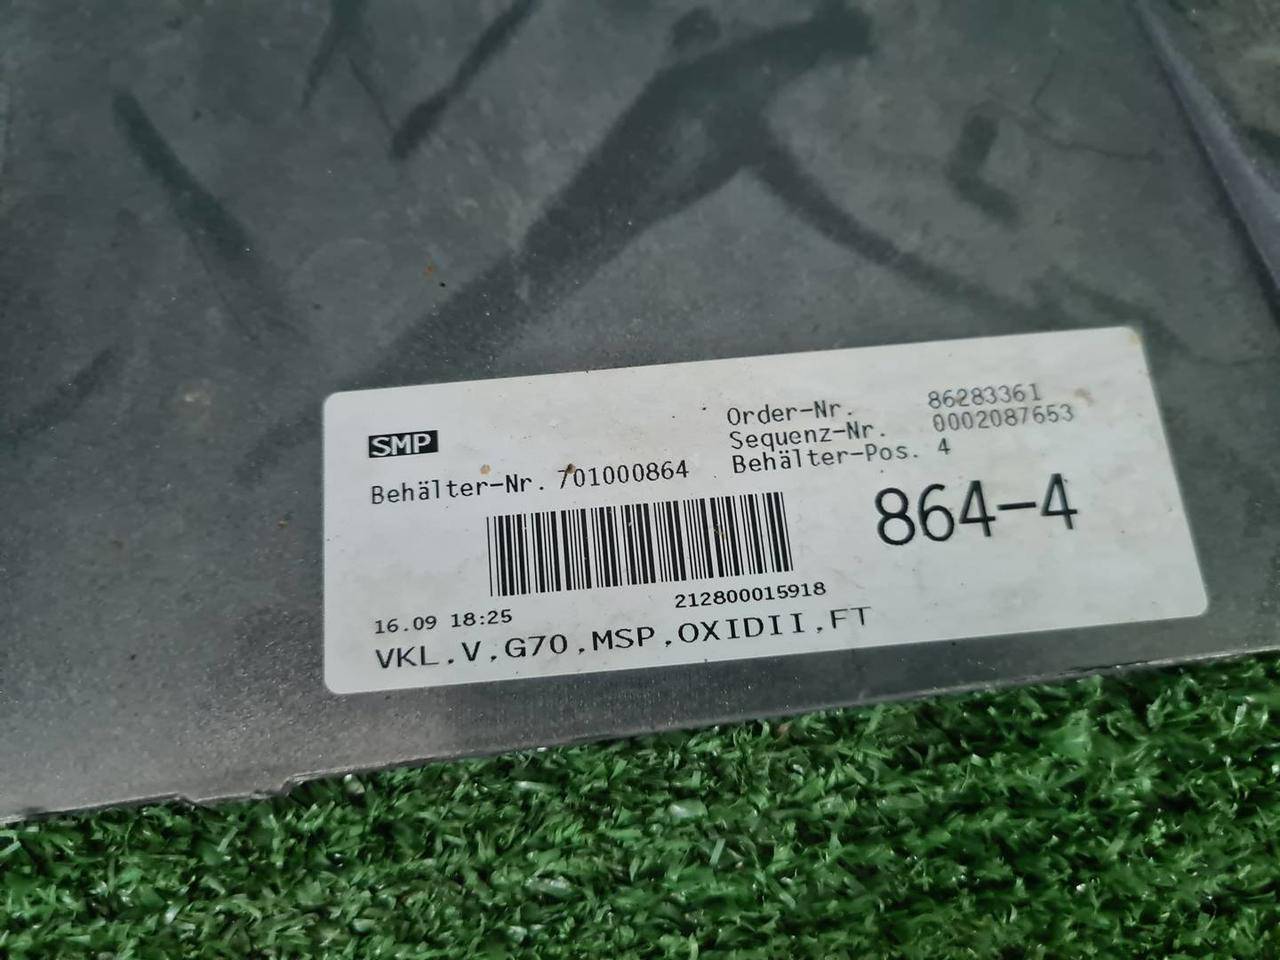 SMP
Order-Nr. 86283361
Sequenz-Nr. 0002087653
Behälter-Nr. 701000864 Behälter-Pos. 4
864-4
212800015918
16.09 18:25
VKL,V,G70,MSP,OXIDII,FT